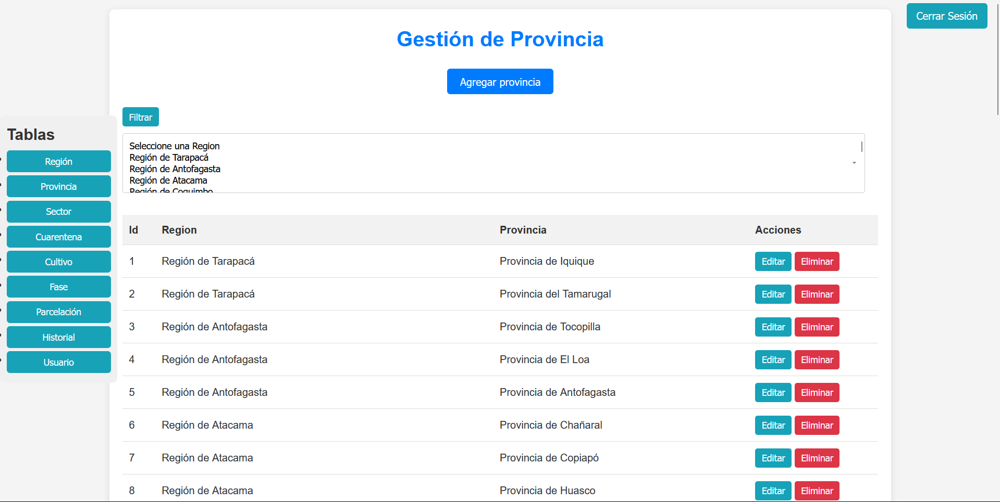 Cerrar Sesión
Gestión de Provincia
Agregar provincia
Filtrar
Tablas
Región
Provincia
Sector
Cuarentena
Cultivo
Fase
Parcelación
Historial
Usuario
Seleccione una Region
Región de Tarapacá
Región de Antofagasta
Región de Atacama
Región de Coquimbo
Id Region Provincia Acciones
1 Región de Tarapacá Provincia de Iquique Editar Eliminar
2 Región de Tarapacá Provincia del Tamarugal Editar Eliminar
3 Región de Antofagasta Provincia de Tocopilla Editar Eliminar
4 Región de Antofagasta Provincia de El Loa Editar Eliminar
5 Región de Antofagasta Provincia de Antofagasta Editar Eliminar
6 Región de Atacama Provincia de Chañaral Editar Eliminar
7 Región de Atacama Provincia de Copiapó Editar Eliminar
8 Región de Atacama Provincia de Huasco Editar Eliminar